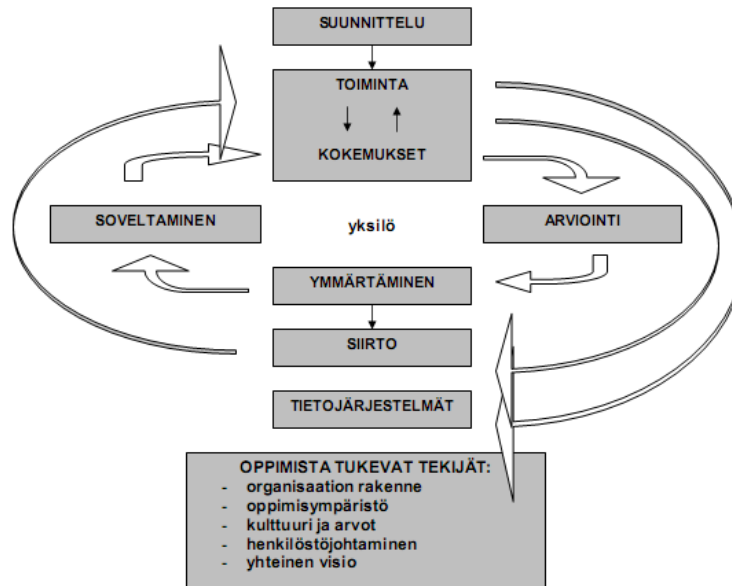 SUUNNITTELU
TOIMINTA
KOKEMUKSET
SOVELTAMINEN
yksilö
ARVIOINTI
YMMÄRTÄMINEN
SIIRTO
TIETOJÄRJESTELMÄT
OPPIMISTA TUKEVAT TEKIJÄT:
- organisaation rakenne
- oppimisympäristö
- kulttuuri ja arvot
- henkilöstöjohtaminen
- yhteinen visio